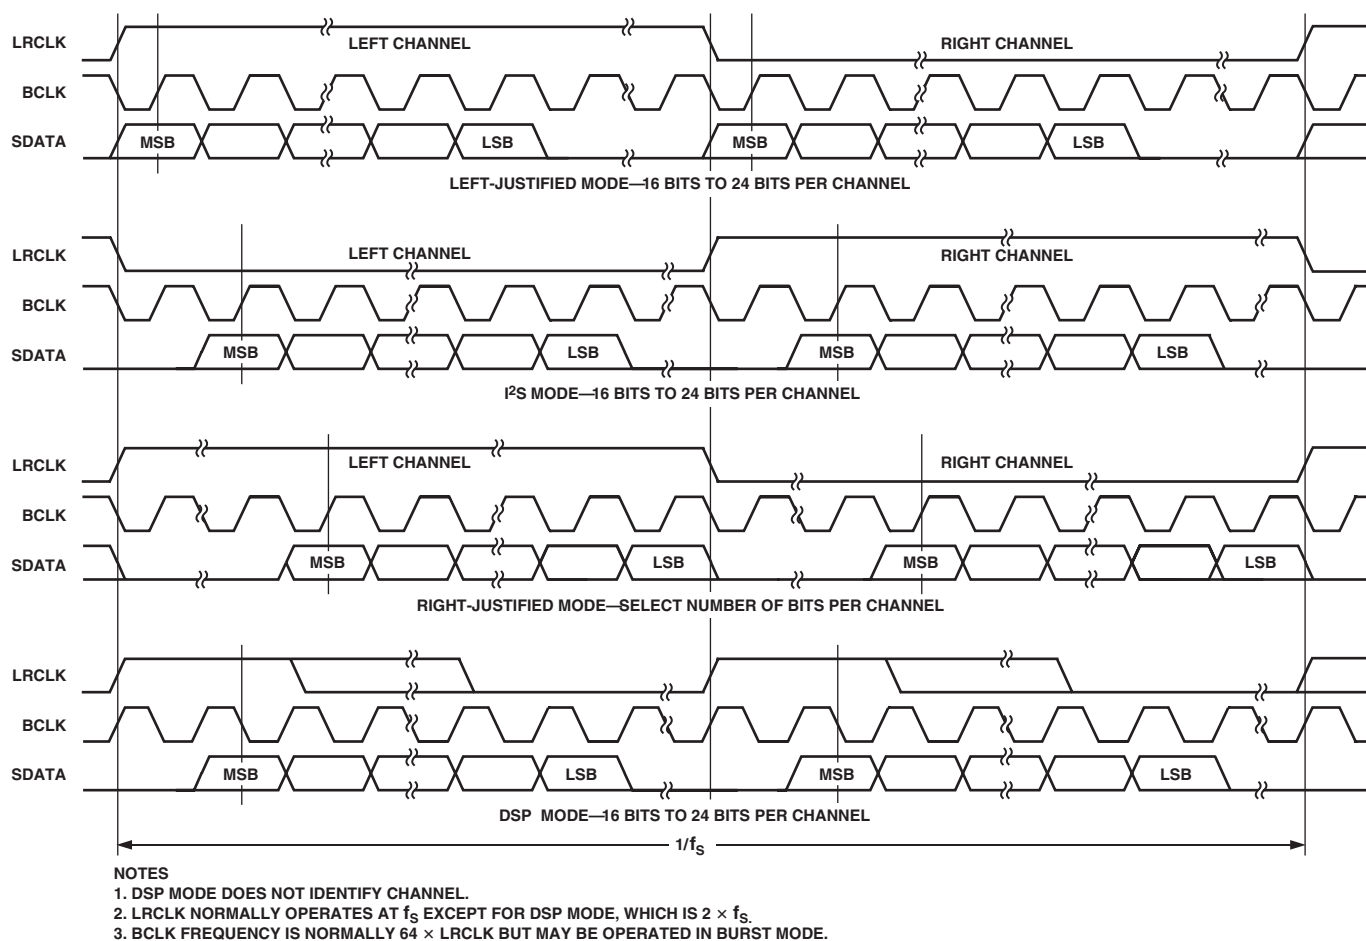 LRCLK LEFT CHANNEL RIGHT CHANNEL
BCLK
SDATA MSB LSB MSB LSB
LEFT-JUSTIFIED MODE—16 BITS TO 24 BITS PER CHANNEL
LRCLK LEFT CHANNEL RIGHT CHANNEL
BCLK
SDATA MSB LSB MSB LSB
I²S MODE—16 BITS TO 24 BITS PER CHANNEL
LRCLK LEFT CHANNEL RIGHT CHANNEL
BCLK
SDATA MSB LSB MSB LSB
RIGHT-JUSTIFIED MODE—SELECT NUMBER OF BITS PER CHANNEL
LRCLK
BCLK
SDATA MSB LSB MSB LSB
DSP MODE—16 BITS TO 24 BITS PER CHANNEL
1/fS
NOTES
1. DSP MODE DOES NOT IDENTIFY CHANNEL.
2. LRCLK NORMALLY OPERATES AT fS EXCEPT FOR DSP MODE, WHICH IS 2 × fS.
3. BCLK FREQUENCY IS NORMALLY 64 × LRCLK BUT MAY BE OPERATED IN BURST MODE.